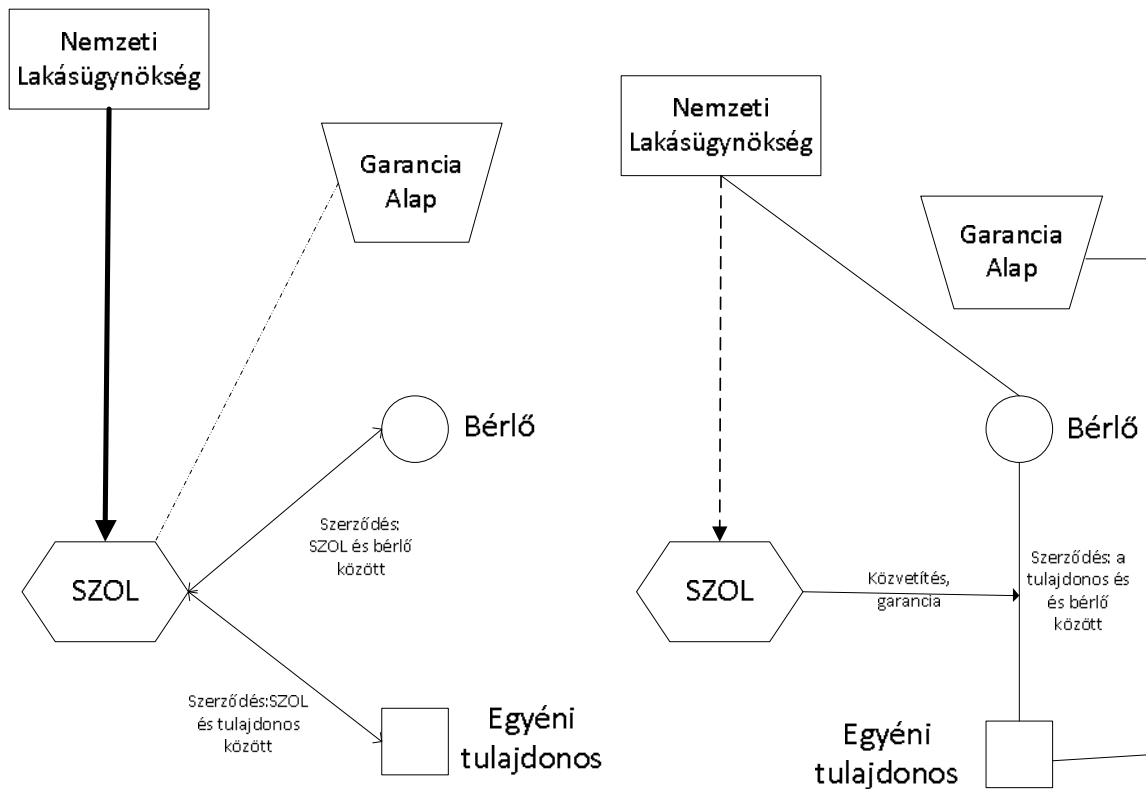 Nemzeti
Lakásügynökség
Garancia
Alap
Bérlő
Szerződés:
SZOL és bérlő
között
SZOL
Szerződés:SZOL
és tulajdonos
között
Egyéni
tulajdonos
Nemzeti
Lakásügynökség
Garancia
Alap
Bérlő
Szerződés: a
tulajdonos és
és bérlő
között
Közvetítés,
garancia
SZOL
Egyéni
tulajdonos